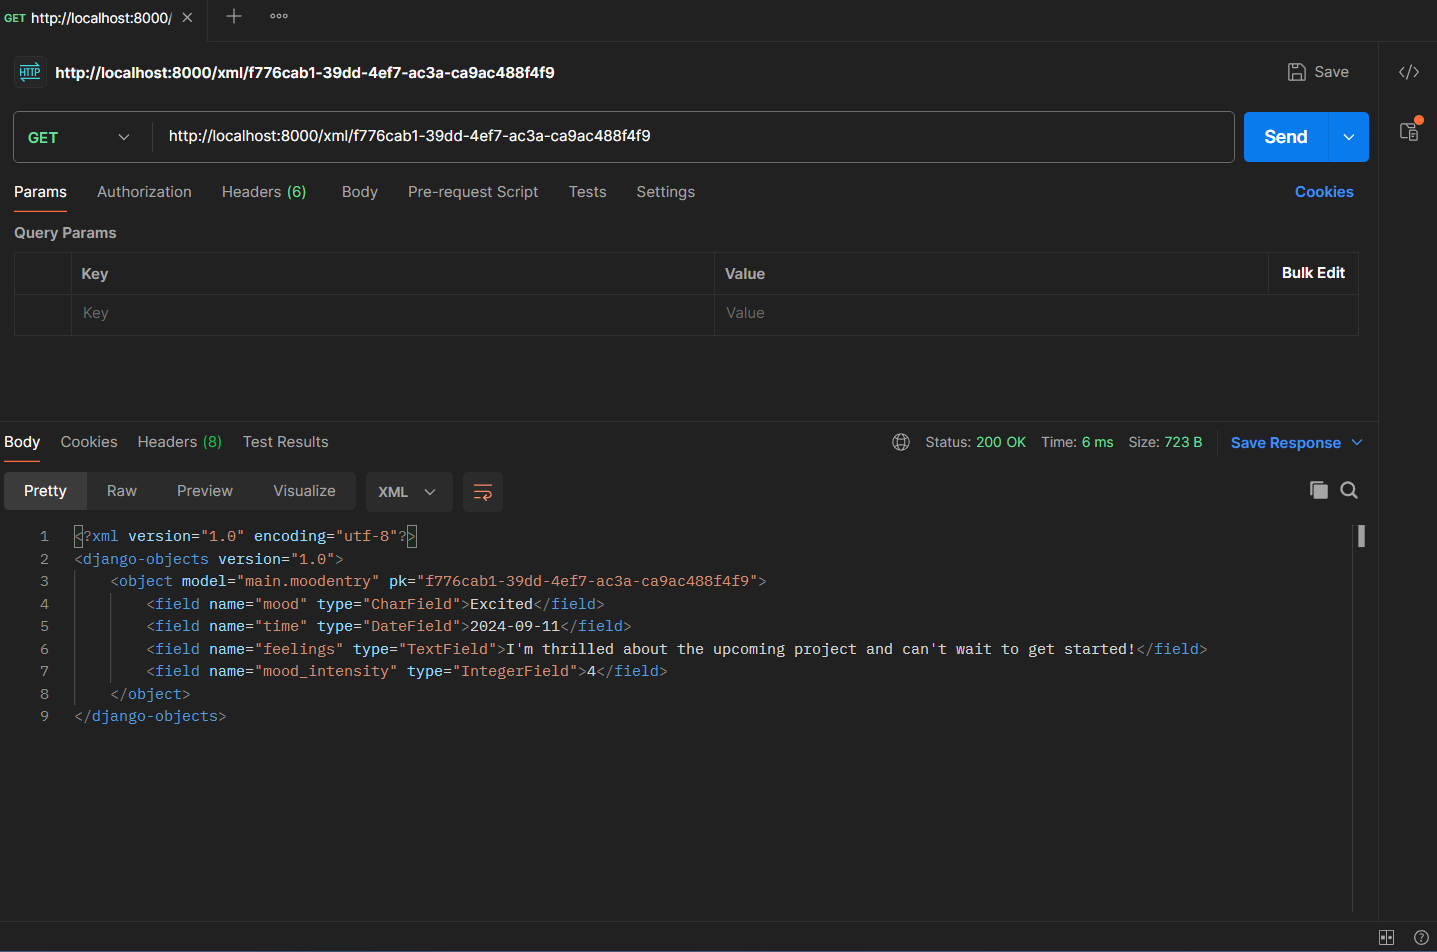 GET http://localhost:8000/
HTTP http://localhost:8000/xml/f776cab1-39dd-4ef7-ac3a-ca9ac488f4f9 Save
GET http://localhost:8000/xml/f776cab1-39dd-4ef7-ac3a-ca9ac488f4f9 Send
Params Authorization Headers (6) Body Pre-request Script Tests Settings Cookies
Query Params
Key Value Bulk Edit
Key Value
Body Cookies Headers (8) Test Results Status: 200 OK Time: 6 ms Size: 723 B Save Response
Pretty Raw Preview Visualize XML
1 <?xml version="1.0" encoding="utf-8"?>
2 <django-objects version="1.0">
3 <object model="main.moodentry" pk="f776cab1-39dd-4ef7-ac3a-ca9ac488f4f9">
4 <field name="mood" type="CharField">Excited</field>
5 <field name="time" type="DateField">2024-09-11</field>
6 <field name="feelings" type="TextField">I'm thrilled about the upcoming project and can't wait to get started!</field>
7 <field name="mood_intensity" type="IntegerField">4</field>
8 </object>
9 </django-objects>